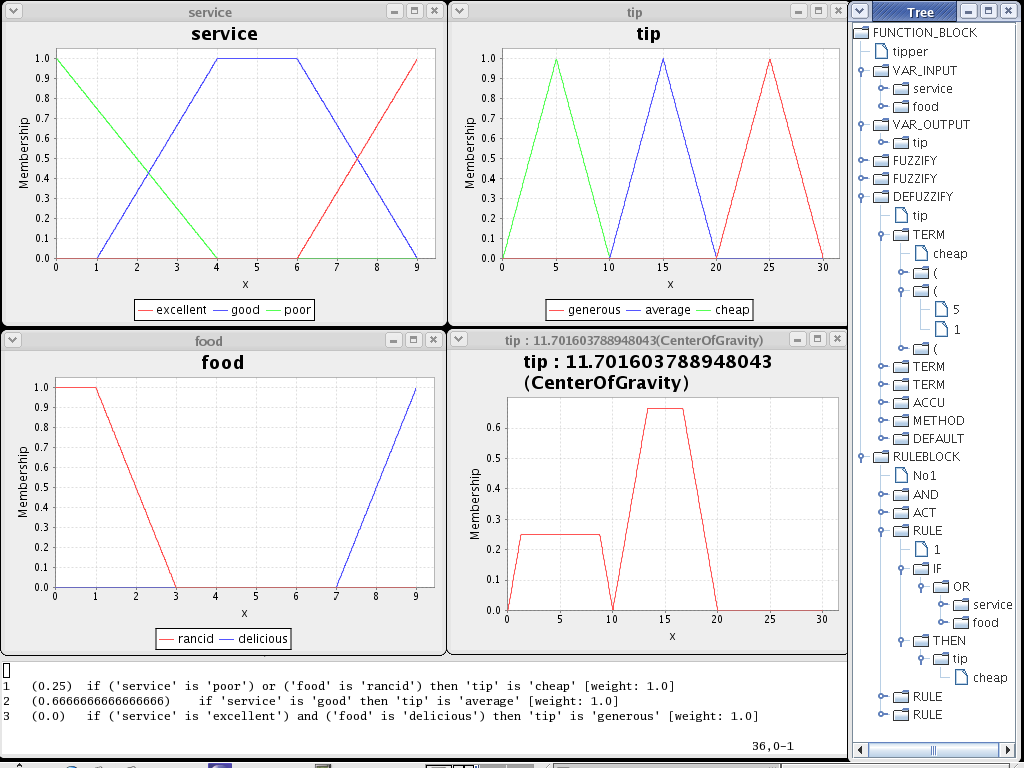 service
service
1.0
0.9
0.8
0.7
0.6
0.5
0.4
0.3
0.2
0.1
0.0
Membership
0 1 2 3 4 5 6 7 8 9
x
excellent good poor
tip
tip
1.0
0.9
0.8
0.7
0.6
0.5
0.4
0.3
0.2
0.1
0.0
Membership
0 5 10 15 20 25 30
x
generous average cheap
food
food
1.0
0.9
0.8
0.7
0.6
0.5
0.4
0.3
0.2
0.1
0.0
Membership
0 1 2 3 4 5 6 7 8 9
x
rancid delicious
tip : 11.701603788948043(CenterOfGravity)
tip : 11.701603788948043
(CenterOfGravity)
0.6
0.5
0.4
0.3
0.2
0.1
0.0
Membership
0 5 10 15 20 25 30
x
1 (0.25) if ('service' is 'poor') or ('food' is 'rancid') then 'tip' is 'cheap' [weight: 1.0]
2 (0.6666666666666666) if 'service' is 'good' then 'tip' is 'average' [weight: 1.0]
3 (0.0) if ('service' is 'excellent') and ('food' is 'delicious') then 'tip' is 'generous' [weight: 1.0]
36,0-1
Tree
FUNCTION_BLOCK
tipper
VAR_INPUT
service
food
VAR_OUTPUT
tip
FUZZIFY
FUZZIFY
DEFUZZIFY
tip
TERM
cheap
(
(
5
1
(
TERM
TERM
ACCU
METHOD
DEFAULT
RULEBLOCK
No1
AND
ACT
RULE
1
IF
OR
service
food
THEN
tip
cheap
RULE
RULE